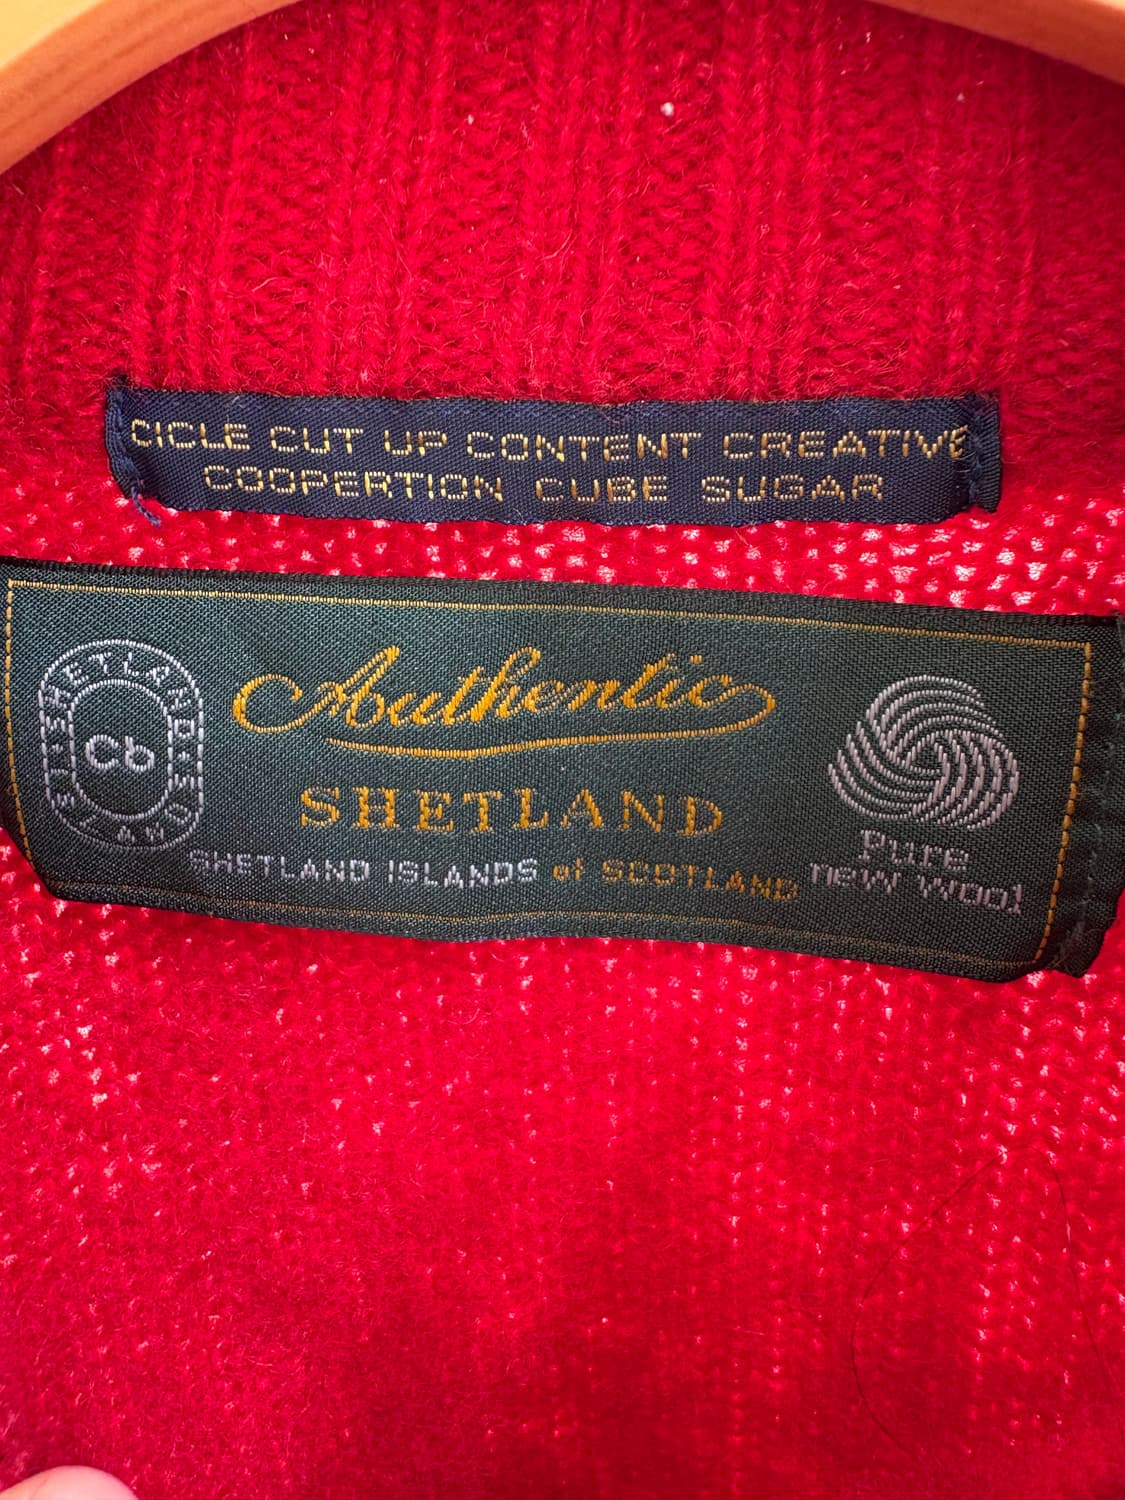 CICLE CUT UP CONTENT CREATIVE
COOPERTION CUBE SUGAR
SHETLANDES ISLAND
cb
Authentic
SHETLAND
SHETLAND ISLANDS of SCOTLAND
Pure
new wool